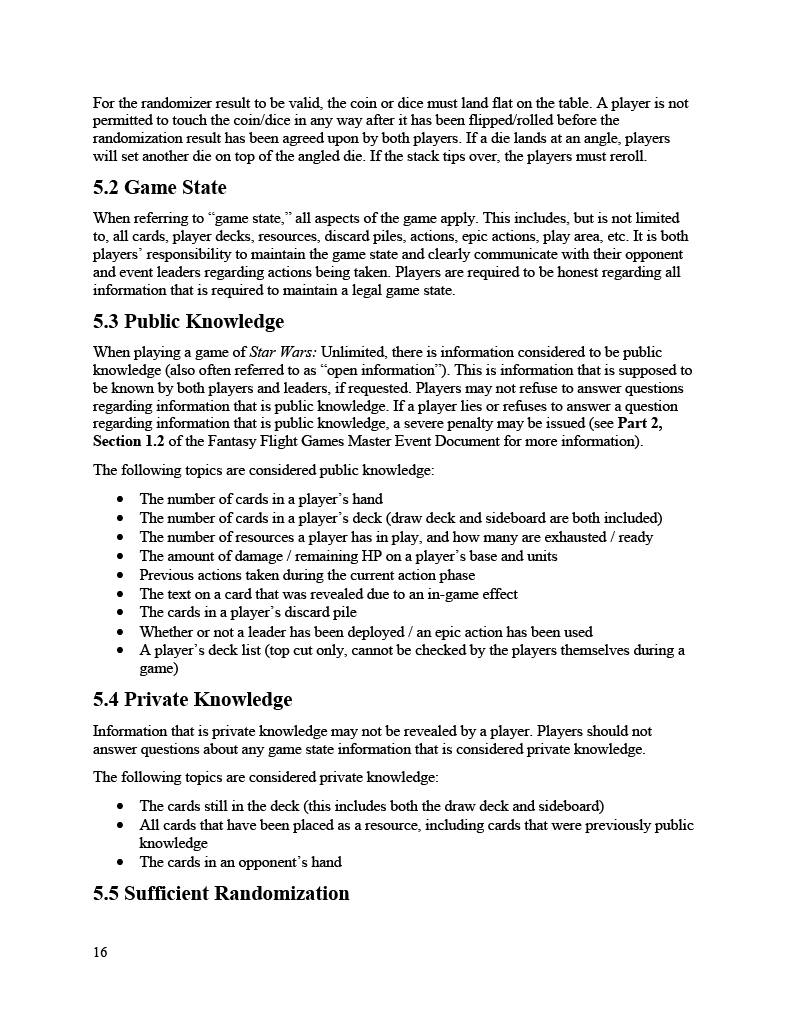 For the randomizer result to be valid, the coin or dice must land flat on the table. A player is not
permitted to touch the coin/dice in any way after it has been flipped/rolled before the
randomization result has been agreed upon by both players. If a die lands at an angle, players
will set another die on top of the angled die. If the stack tips over, the players must reroll.
5.2 Game State
When referring to “game state,” all aspects of the game apply. This includes, but is not limited
to, all cards, player decks, resources, discard piles, actions, epic actions, play area, etc. It is both
players’ responsibility to maintain the game state and clearly communicate with their opponent
and event leaders regarding actions being taken. Players are required to be honest regarding all
information that is required to maintain a legal game state.
5.3 Public Knowledge
When playing a game of Star Wars: Unlimited, there is information considered to be public
knowledge (also often referred to as “open information”). This is information that is supposed to
be known by both players and leaders, if requested. Players may not refuse to answer questions
regarding information that is public knowledge. If a player lies or refuses to answer a question
regarding information that is public knowledge, a severe penalty may be issued (see Part 2,
Section 1.2 of the Fantasy Flight Games Master Event Document for more information).
The following topics are considered public knowledge:
• The number of cards in a player’s hand
• The number of cards in a player’s deck (draw deck and sideboard are both included)
• The number of resources a player has in play, and how many are exhausted / ready
• The amount of damage / remaining HP on a player’s base and units
• Previous actions taken during the current action phase
• The text on a card that was revealed due to an in-game effect
• The cards in a player’s discard pile
• Whether or not a leader has been deployed / an epic action has been used
• A player’s deck list (top cut only, cannot be checked by the players themselves during a
game)
5.4 Private Knowledge
Information that is private knowledge may not be revealed by a player. Players should not
answer questions about any game state information that is considered private knowledge.
The following topics are considered private knowledge:
• The cards still in the deck (this includes both the draw deck and sideboard)
• All cards that have been placed as a resource, including cards that were previously public
knowledge
• The cards in an opponent’s hand
5.5 Sufficient Randomization
16